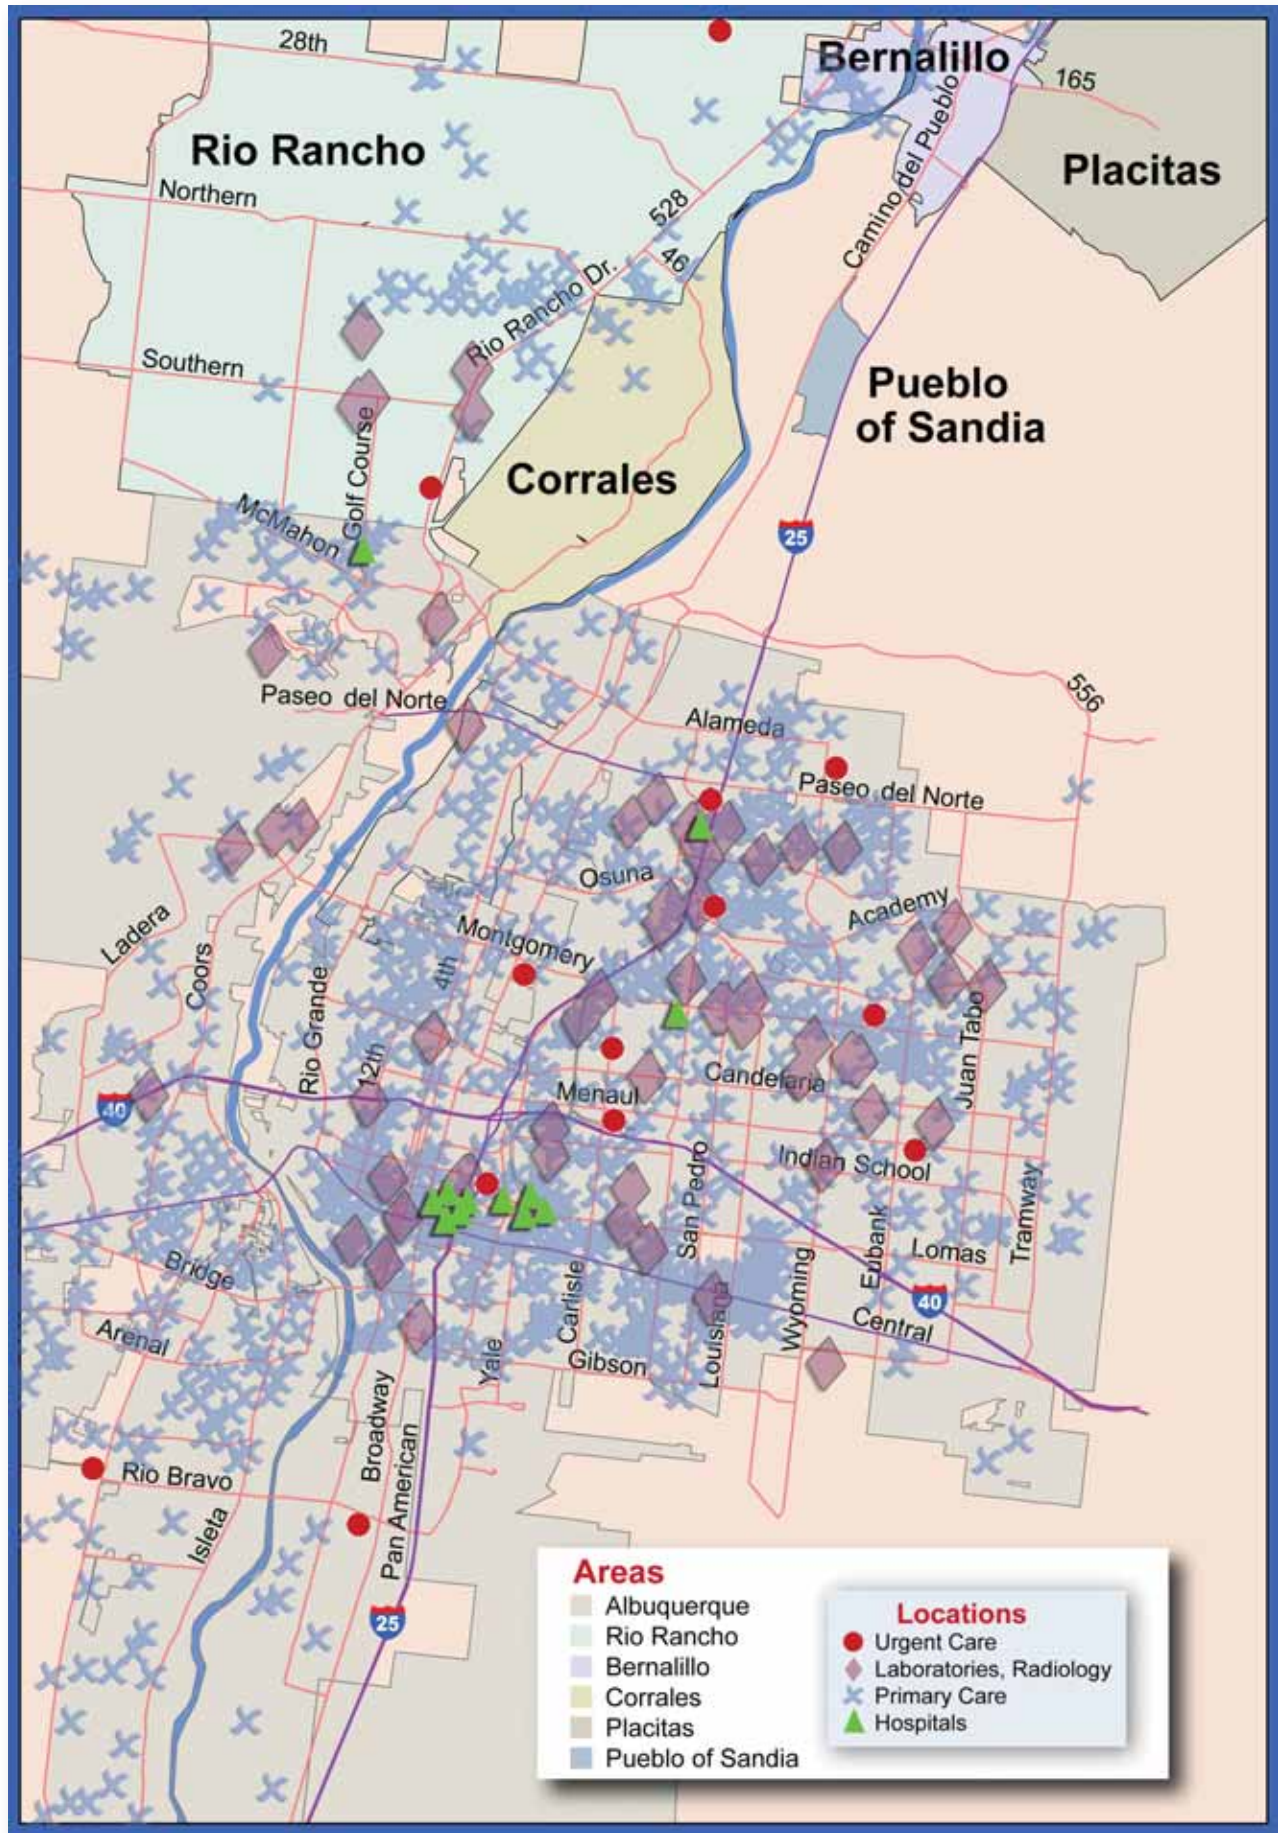 28th
Bernalillo
165
Rio Rancho
Placitas
Northern
528
Camino del Pueblo
46
Rio Rancho Dr.
Southern
Pueblo
of Sandia
Golf Course
Corrales
McMahon
25
556
Paseo del Norte
Alameda
Paseo del Norte
Osuna
Academy
Ladera
Montgomery
Coors
4th
Rio Grande
12th
Juan Tabo
Candelaria
Menaul
40
Indian School
San Pedro
Tramway
Eubank
Lomas
Bridge
Wyoming
Carlisle
Louisiana
40
Central
Arenal
Yale
Gibson
Broadway
Pan American
Rio Bravo
Isleta
25
Areas
Albuquerque
Rio Rancho
Bernalillo
Corrales
Placitas
Pueblo of Sandia
Locations
Urgent Care
Laboratories, Radiology
Primary Care
Hospitals